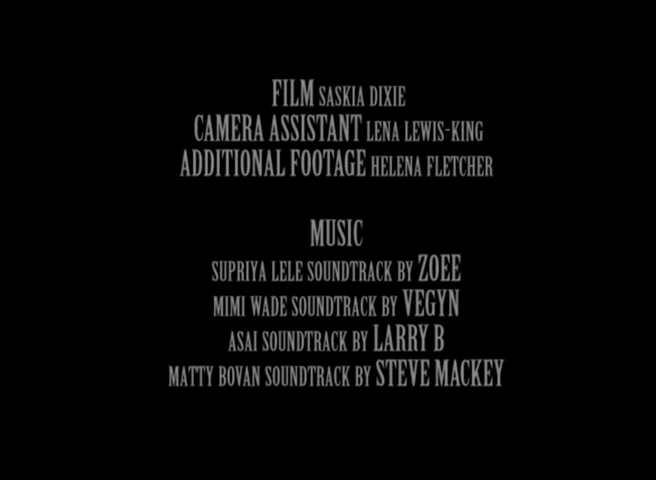 FILM SASKIA DIXIE
CAMERA ASSISTANT LENA LEWIS-KING
ADDITIONAL FOOTAGE HELENA FLETCHER
MUSIC
SUPRIYA LELE SOUNDTRACK BY ZOEE
MIMI WADE SOUNDTRACK BY VEGYN
ASAI SOUNDTRACK BY LARRY B
MATTY BOVAN SOUNDTRACK BY STEVE MACKEY